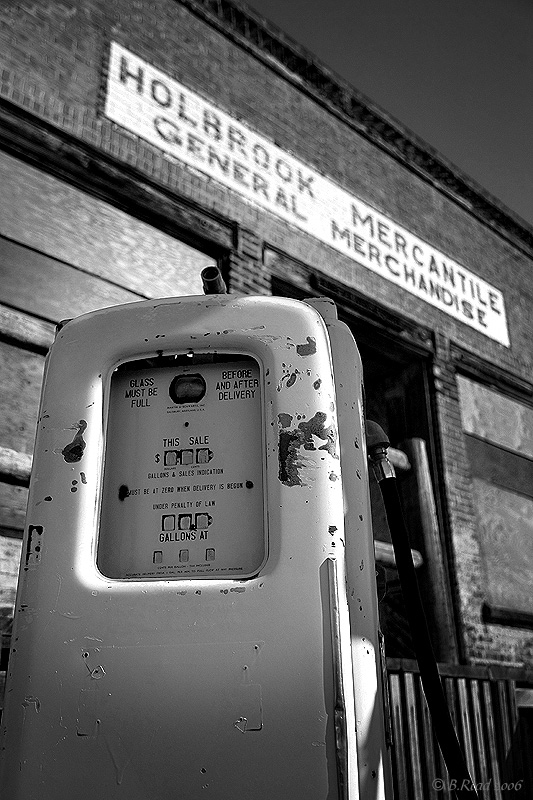 HOLBROOK MERCANTILE
GENERAL MERCHANDISE
GLASS
MUST BE
FULL
BEFORE
AND AFTER
DELIVERY
THIS SALE
$
GALLONS & SALES INDICATION
MUST BE AT ZERO WHEN DELIVERY IS BEGUN
UNDER PENALTY OF LAW
GALLONS AT
© B.Road 2006